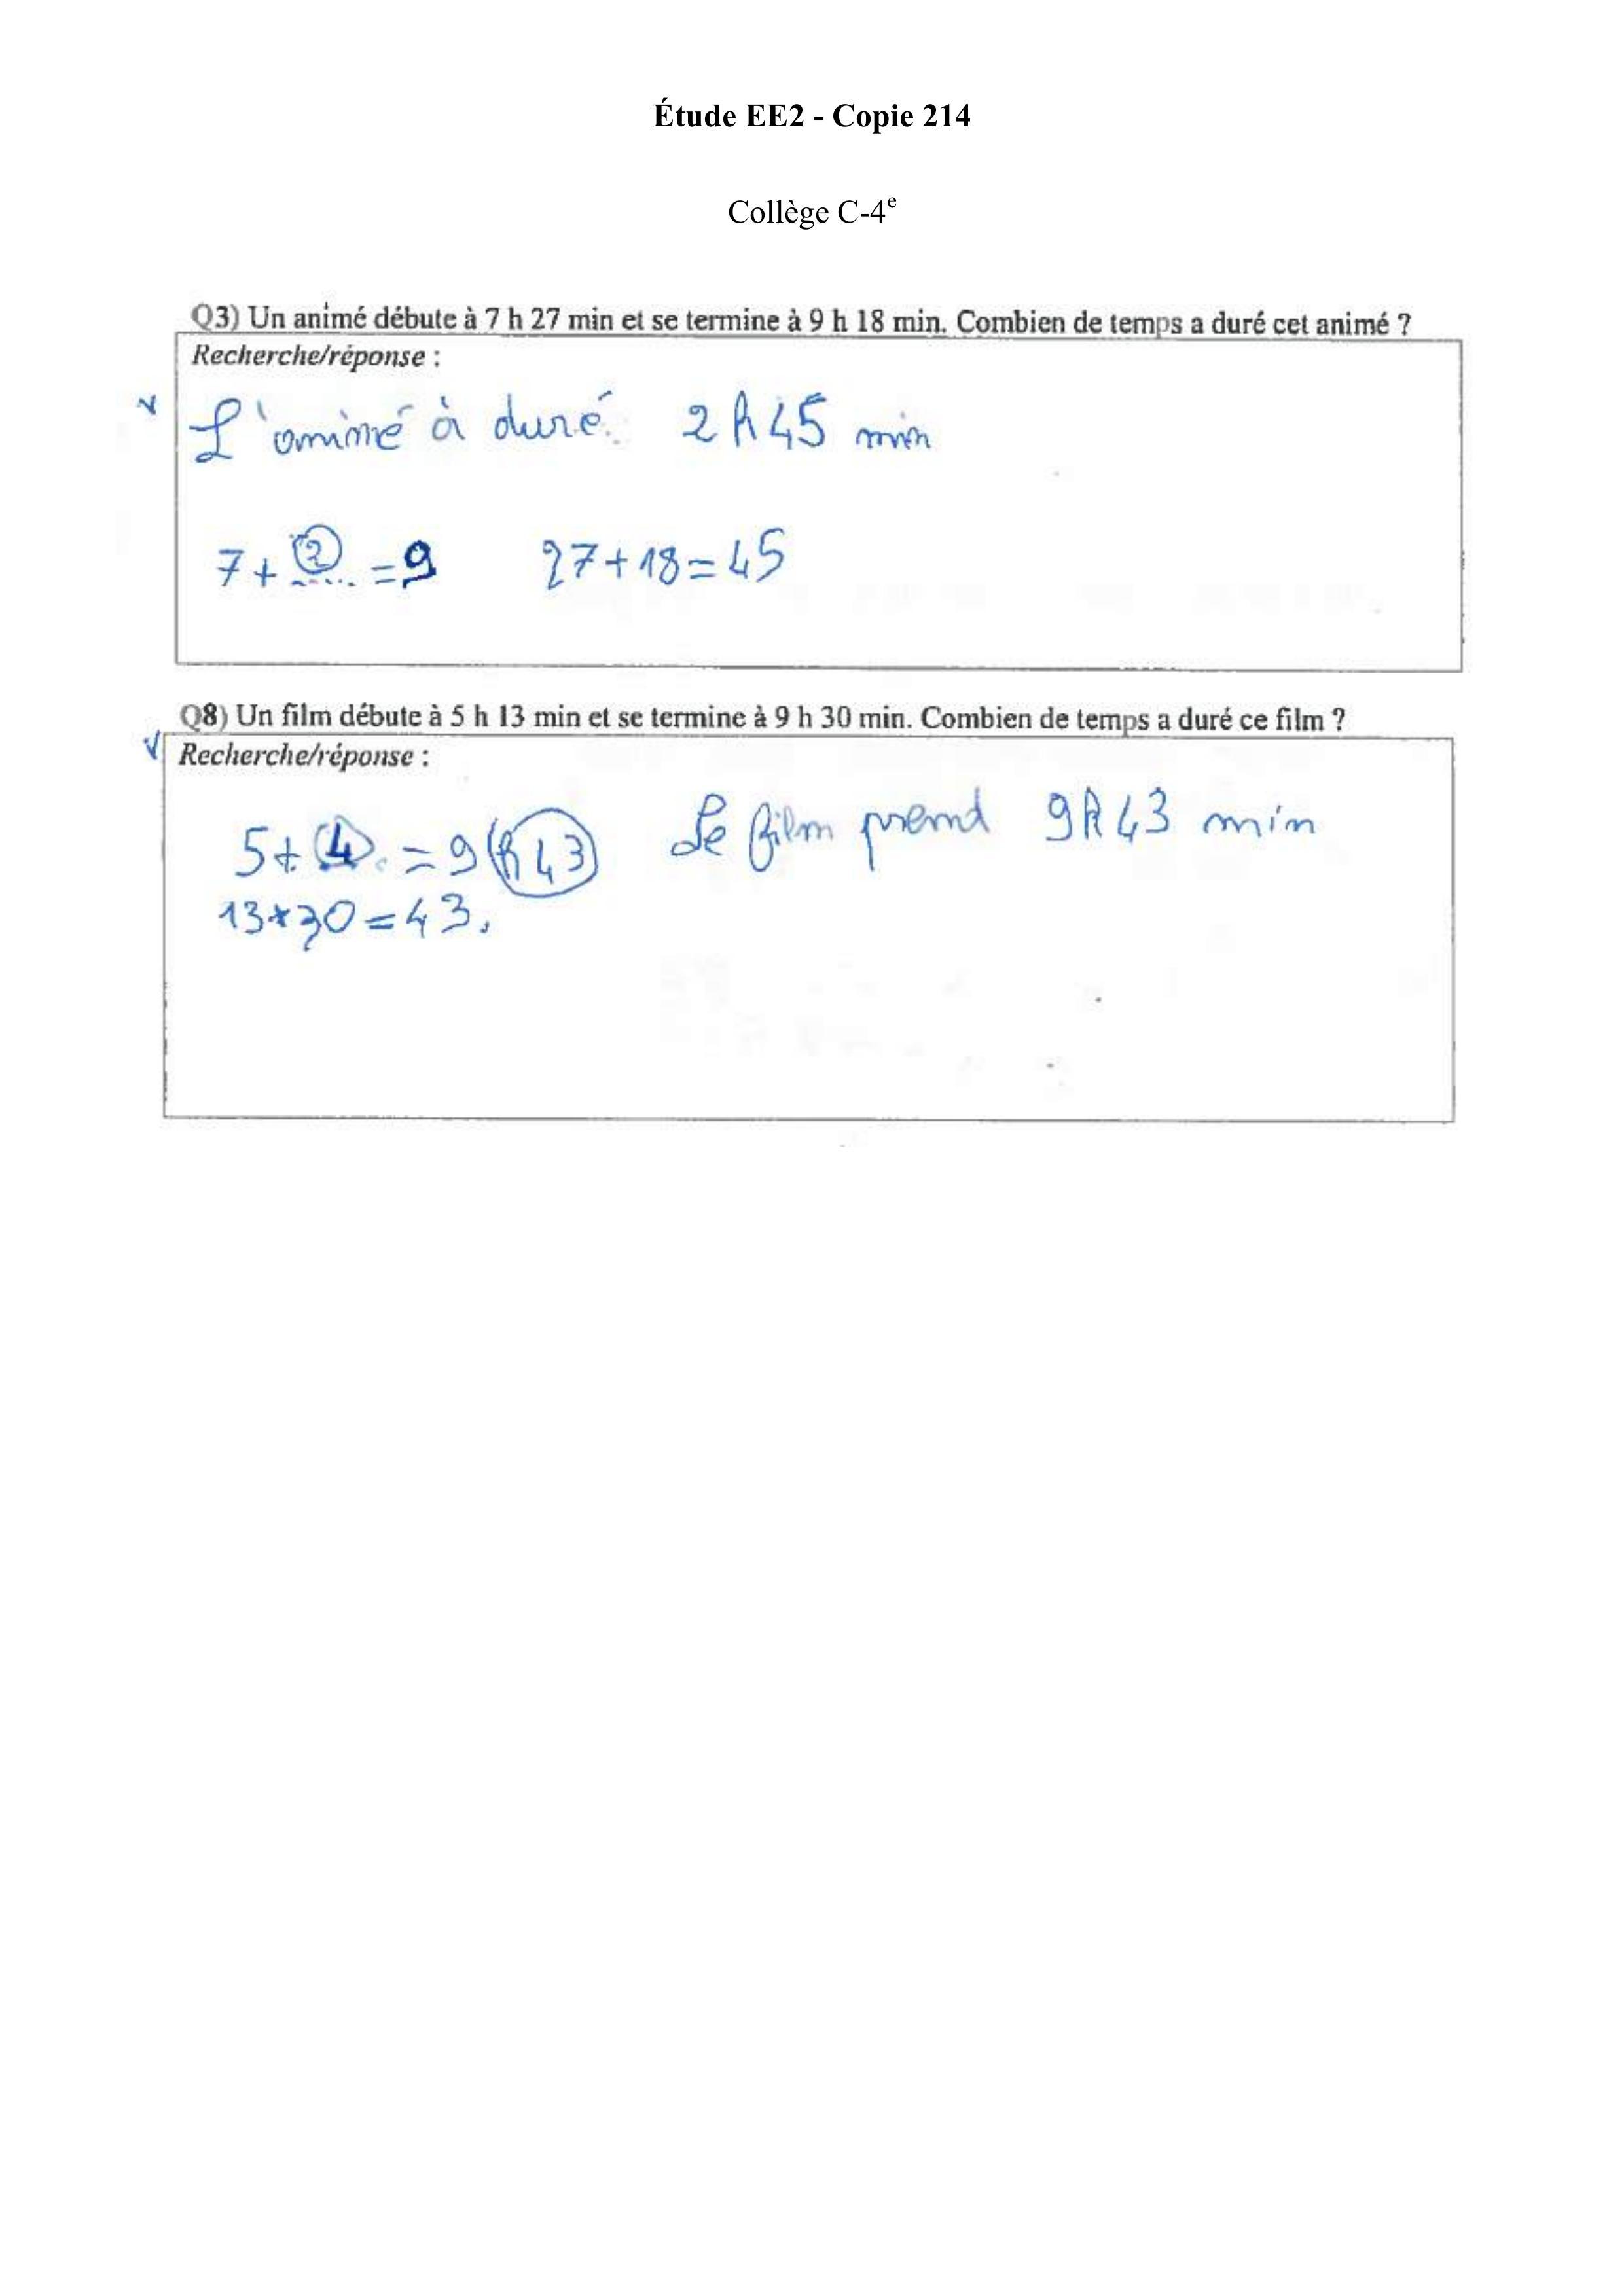 Étude EE2 - Copie 214
Collège C-4e
Q3) Un animé débute à 7 h 27 min et se termine à 9 h 18 min. Combien de temps a duré cet animé ?
Recherche/réponse :
L'animé à duré 2h45 min
7+ 2 = 9 27+18=45
Q8) Un film débute à 5 h 13 min et se termine à 9 h 30 min. Combien de temps a duré ce film ?
Recherche/réponse :
5+ 4 = 9 (h 43) Le film prend 9h43 min
13+30=43.